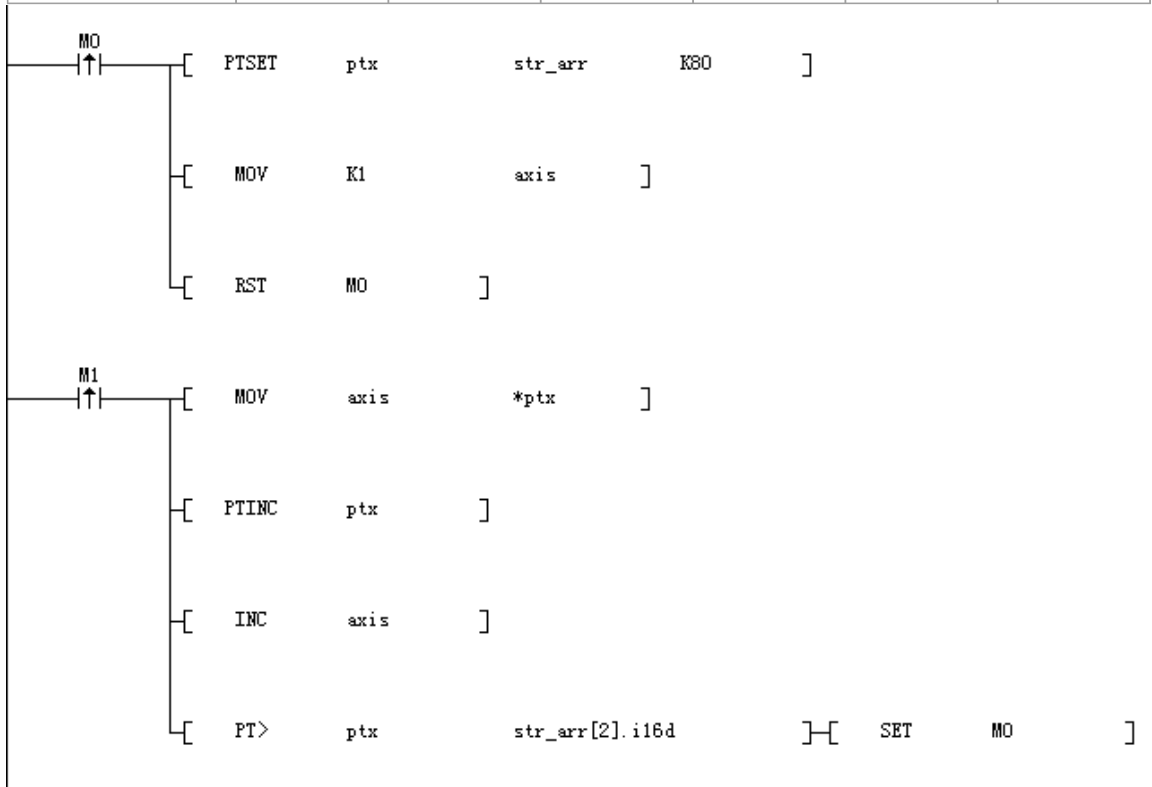 M0
PTSET ptx str_arr K80
MOV K1 axis
RST M0
M1
MOV axis *ptx
PTINC ptx
INC axis
PT> ptx str_arr[2].i16d SET M0